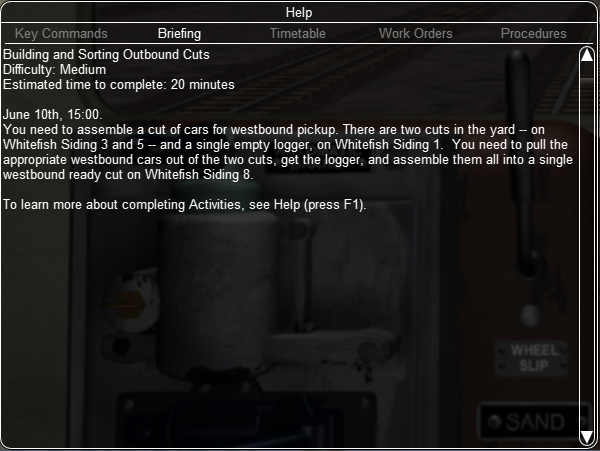 Help
Key Commands Briefing Timetable Work Orders Procedures
Building and Sorting Outbound Cuts
Difficulty: Medium
Estimated time to complete: 20 minutes
June 10th, 15:00.
You need to assemble a cut of cars for westbound pickup. There are two cuts in the yard -- on
Whitefish Siding 3 and 5 -- and a single empty logger, on Whitefish Siding 1.  You need to pull the
appropriate westbound cars out of the two cuts, get the logger, and assemble them all into a single
westbound ready cut on Whitefish Siding 8.
To learn more about completing Activities, see Help (press F1).
WHEEL
SLIP
SAND